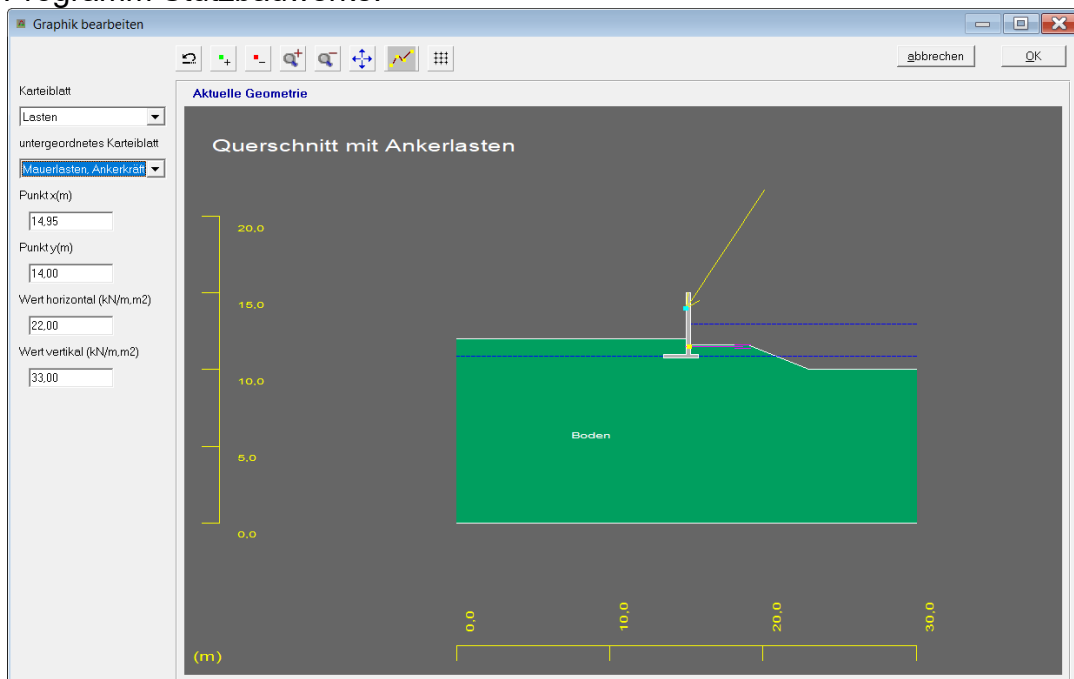 Programm Stützbauwerke.
Graphik bearbeiten
abbrechen
OK
Karteiblatt
Lasten
untergeordnetes Karteiblatt
Mauerlasten, Ankerkräft
Punkt x(m)
14,95
Punkt y(m)
14,00
Wert horizontal (kN/m,m2)
22,00
Wert vertikal (kN/m,m2)
33,00
Aktuelle Geometrie
Querschnitt mit Ankerlasten
20,0
15,0
10,0
5,0
0,0
Boden
0,0
10,0
20,0
30,0
(m)